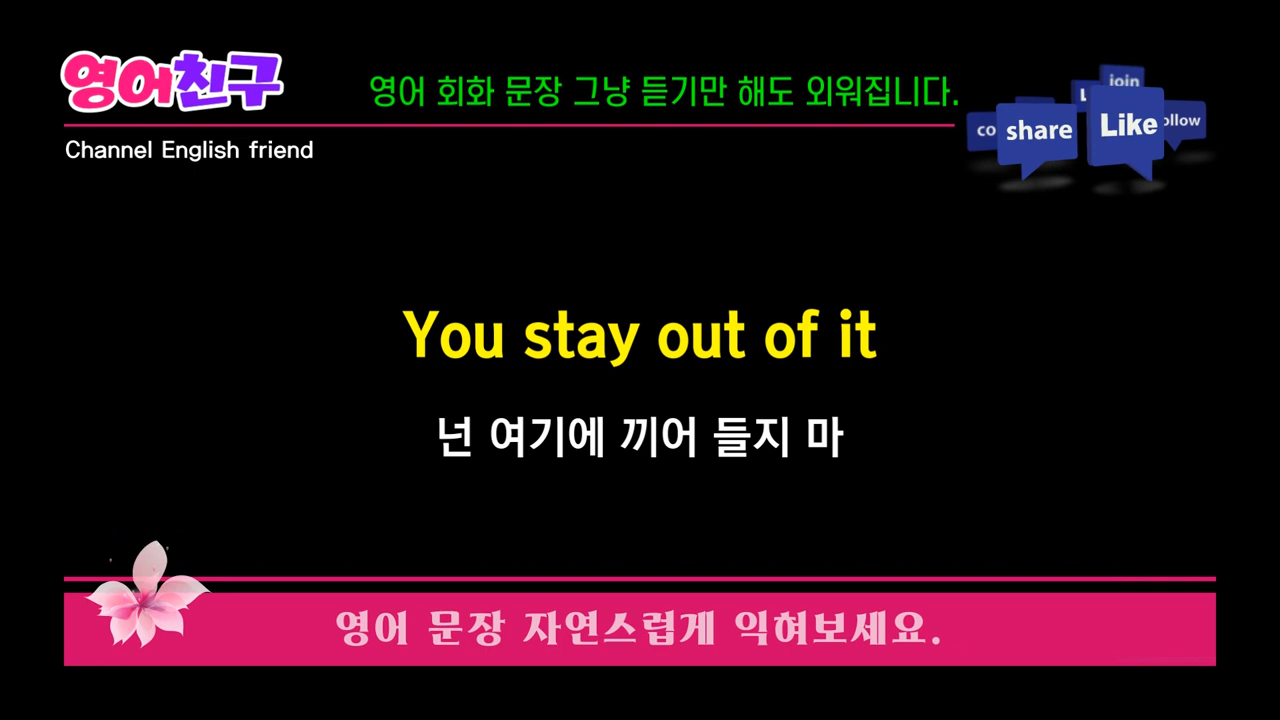 영어친구
영어 회화 문장 그냥 듣기만 해도 외워집니다.
Channel English friend
join
L
co
share
Like
ollow
You stay out of it
넌 여기에 끼어 들지 마
영어 문장 자연스럽게 익혀보세요.